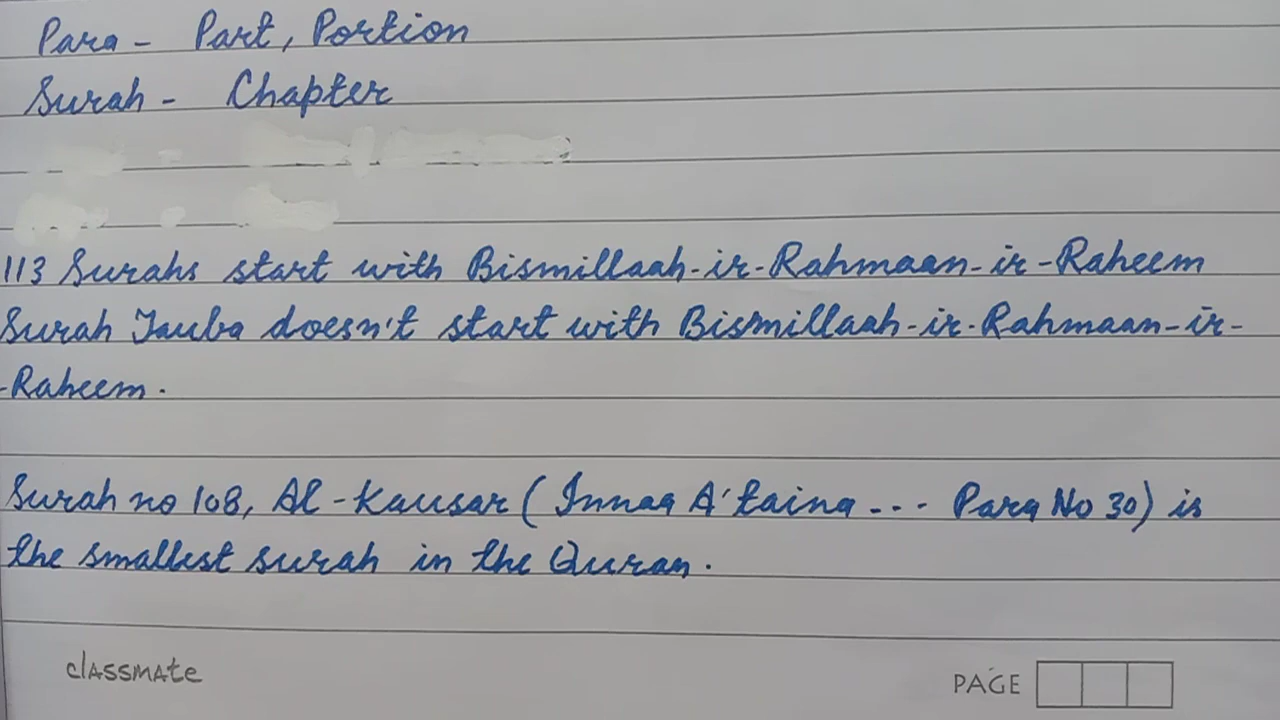 Para - Part, Portion
Surah - Chapter
113 Surahs start with Bismillaah-ir-Rahmaan-ir-Raheem
Surah Tauba doesn't start with Bismillaah-ir-Rahmaan-ir-
-Raheem.
Surah no 108, Al-Kausar (Innaa A'taina --- Para No 30) is
the smallest surah in the Quran.
classmate
PAGE